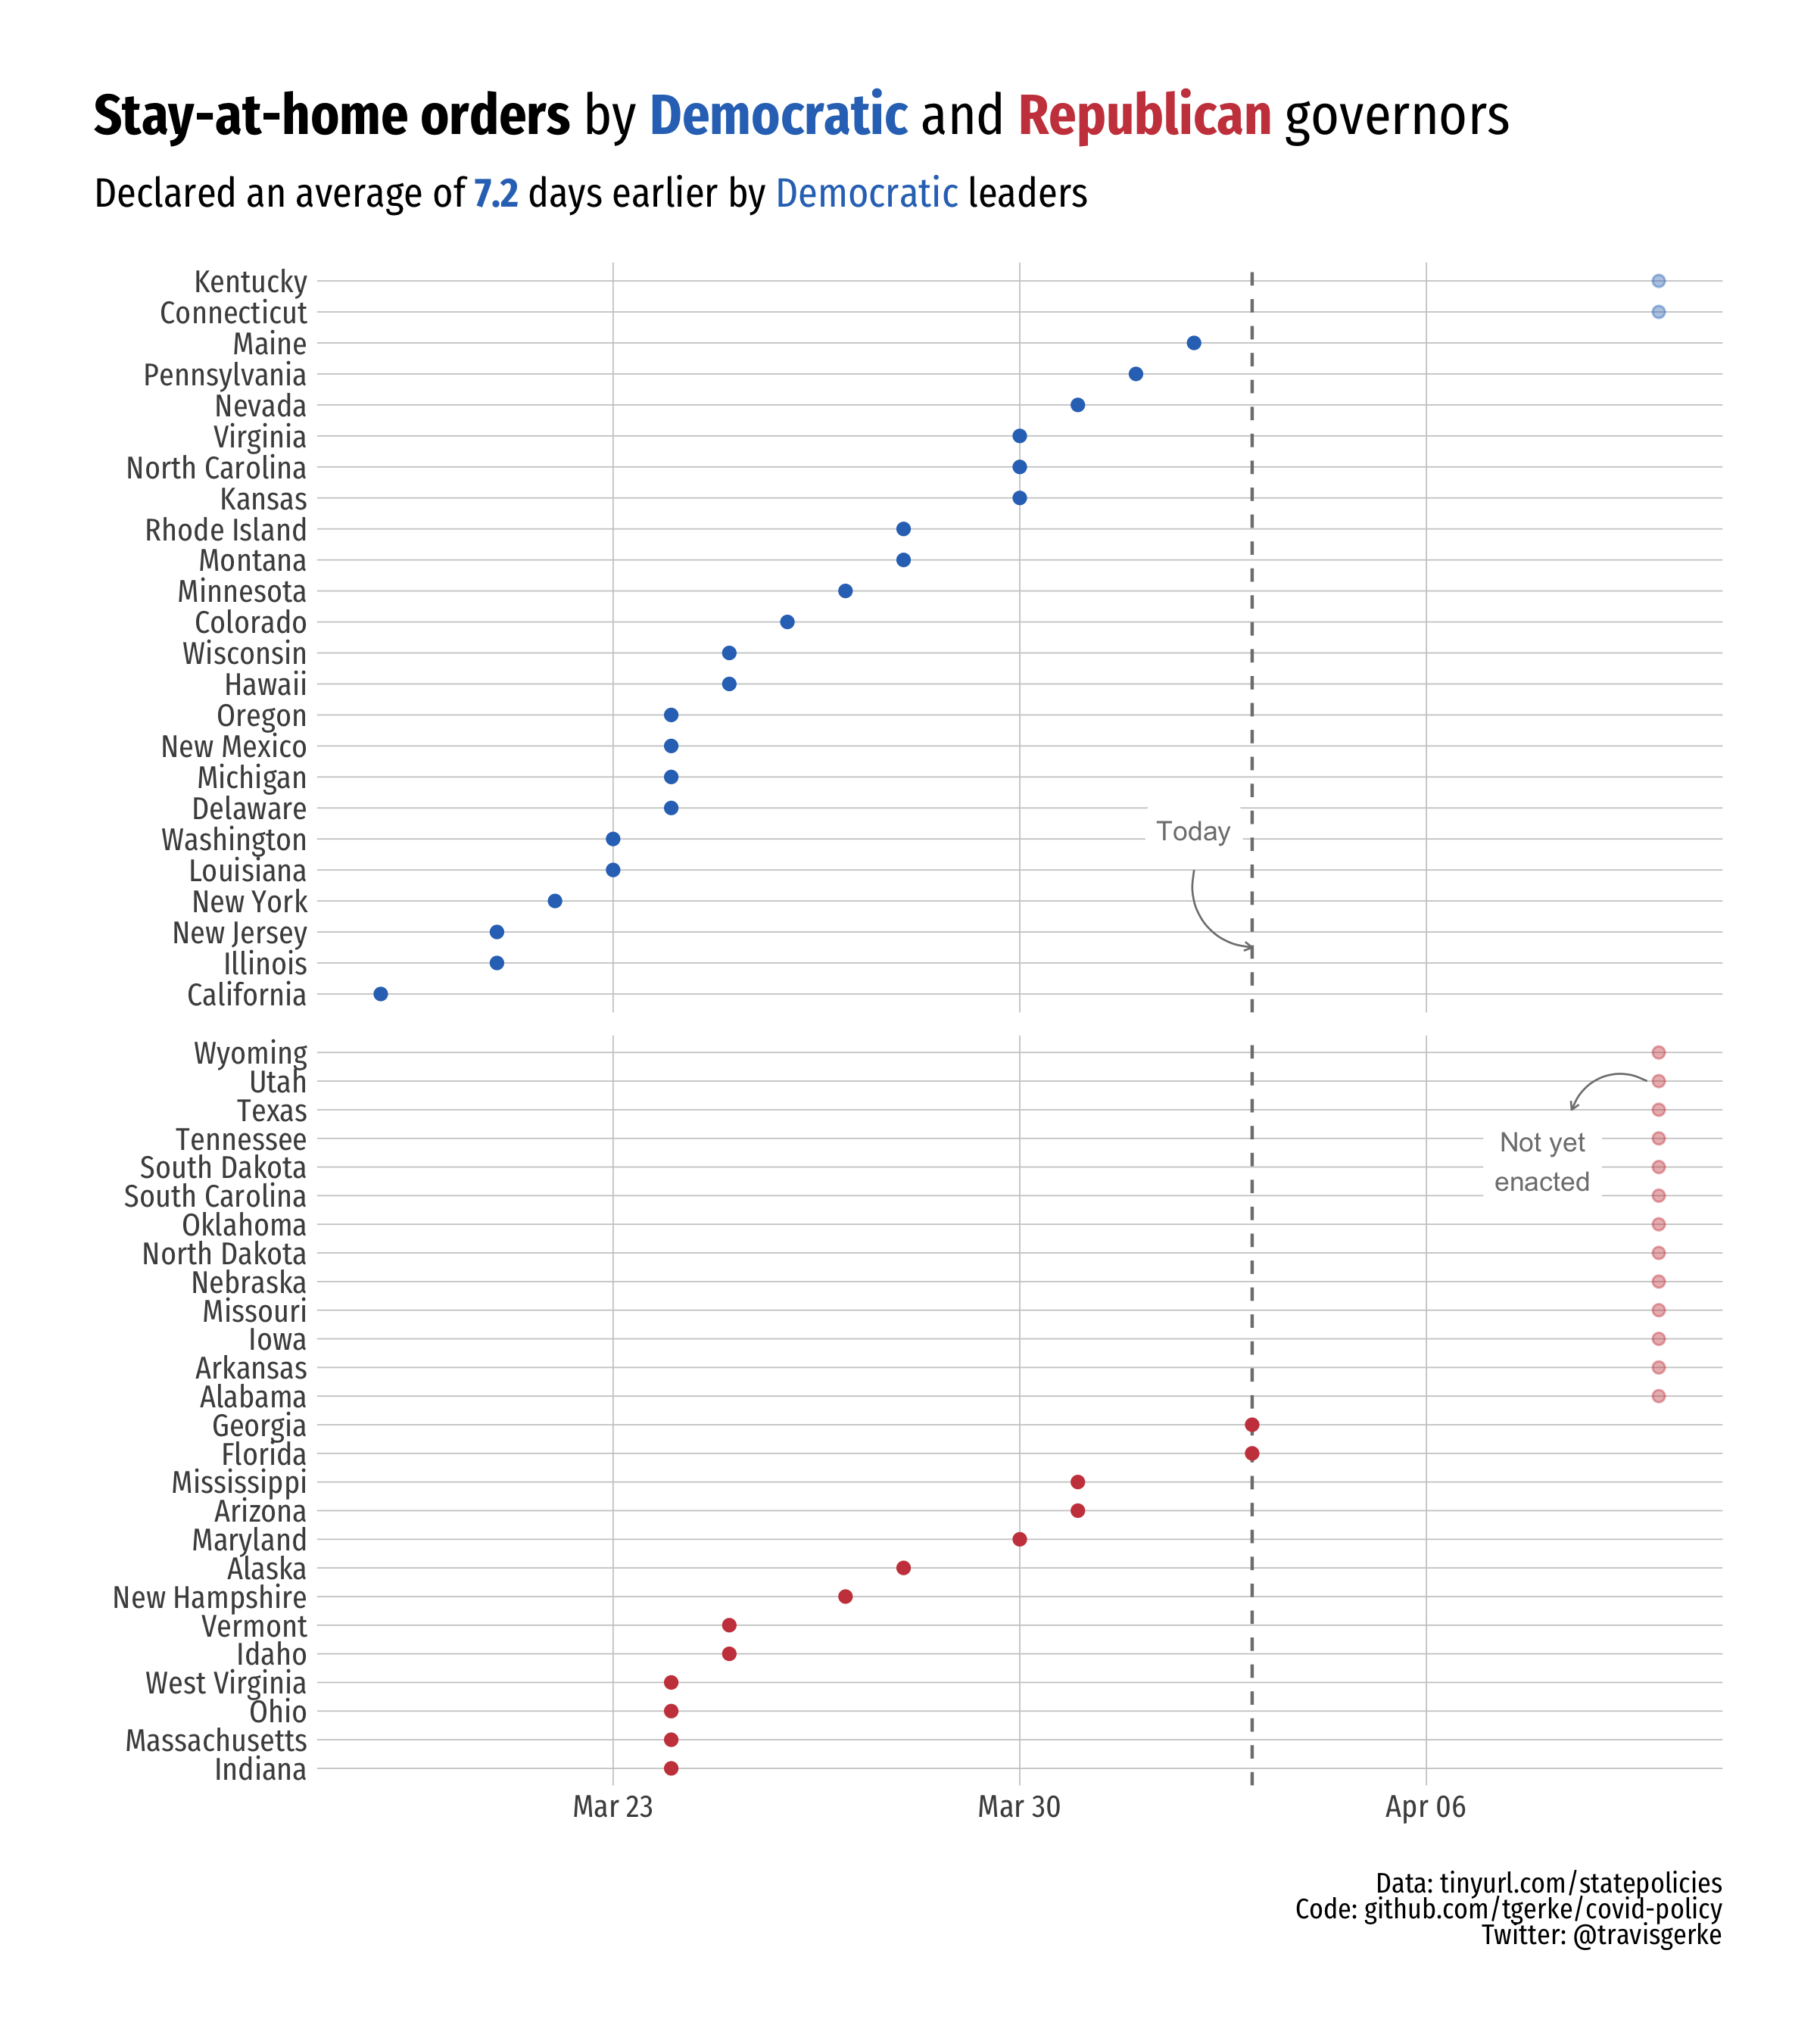 Stay-at-home orders by Democratic and Republican governors
Declared an average of 7.2 days earlier by Democratic leaders
Kentucky
Connecticut
Maine
Pennsylvania
Nevada
Virginia
North Carolina
Kansas
Rhode Island
Montana
Minnesota
Colorado
Wisconsin
Hawaii
Oregon
New Mexico
Michigan
Delaware
Today
Washington
Louisiana
New York
New Jersey
Illinois
California
Wyoming
Utah
Texas
Tennessee
Not yet
enacted
South Dakota
South Carolina
Oklahoma
North Dakota
Nebraska
Missouri
Iowa
Arkansas
Alabama
Georgia
Florida
Mississippi
Arizona
Maryland
Alaska
New Hampshire
Vermont
Idaho
West Virginia
Ohio
Massachusetts
Indiana
Mar 23
Mar 30
Apr 06
Data: tinyurl.com/statepolicies
Code: github.com/tgerke/covid-policy
Twitter: @travisgerke